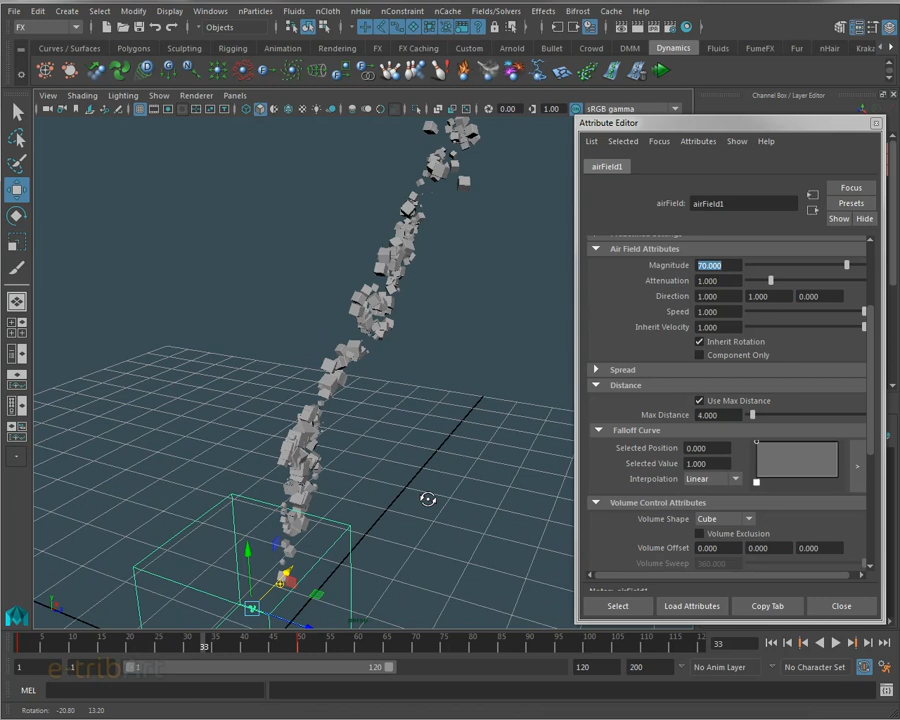 File Edit Create Select Modify Display Windows nParticles Fluids nCloth nHair nConstraint nCache Fields/Solvers Effects Bifrost Cache Help
FX Objects
Curves / Surfaces Polygons Sculpting Rigging Animation Rendering FX FX Caching Custom Arnold Bullet Crowd DMM Dynamics Fluids FumeFX Fur nHair Kraka
View Shading Lighting Show Renderer Panels
Channel Box / Layer Editor
0.00 1.00 sRGB gamma
Attribute Editor
List Selected Focus Attributes Show Help
airField1
airField: airField1
Focus
Presets
Show Hide
Air Field Attributes
Magnitude 70.000
Attenuation 1.000
Direction 1.000 1.000 0.000
Speed 1.000
Inherit Velocity 1.000
Inherit Rotation
Component Only
Spread
Distance
Use Max Distance
Max Distance 4.000
Falloff Curve
Selected Position 0.000
Selected Value 1.000
Interpolation Linear
>
Volume Control Attributes
Volume Shape Cube
Volume Exclusion
Volume Offset 0.000 0.000 0.000
Volume Sweep 360.000
Notes: airField1
Select Load Attributes Copy Tab Close
5 10 15 20 25 30 33 35 40 45 50 55 60 65 70 75 80 85 90 95 100 105 110 115 12
33
1 1 1 120 120 200 No Anim Layer No Character Set
MEL
Rotation: -20.80 13.20